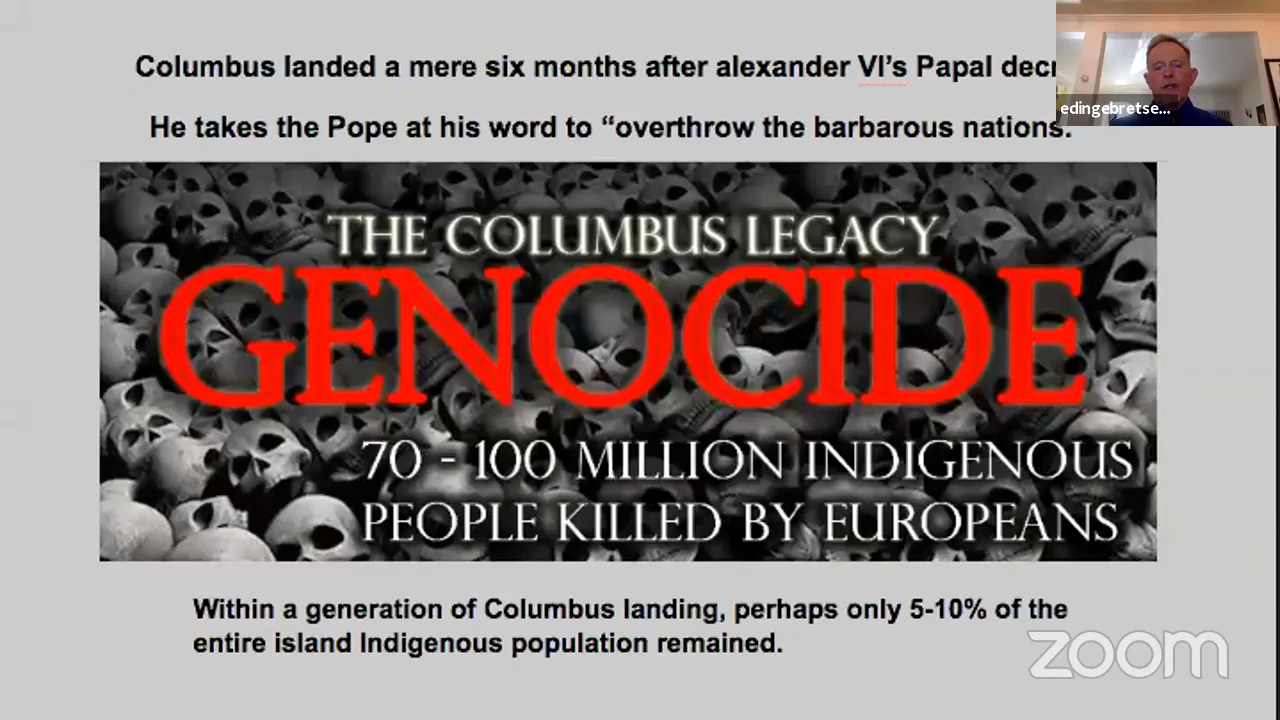 Columbus landed a mere six months after alexander VI's Papal
He takes the Pope at his word to “overthrow the barbarous nations.
edingebretse...
THE COLUMBUS LEGACY
GENOCIDE
70 - 100 MILLION INDIGENOUS
PEOPLE KILLED BY EUROPEANS
Within a generation of Columbus landing, perhaps only 5-10% of the
entire island Indigenous population remained.
zoom